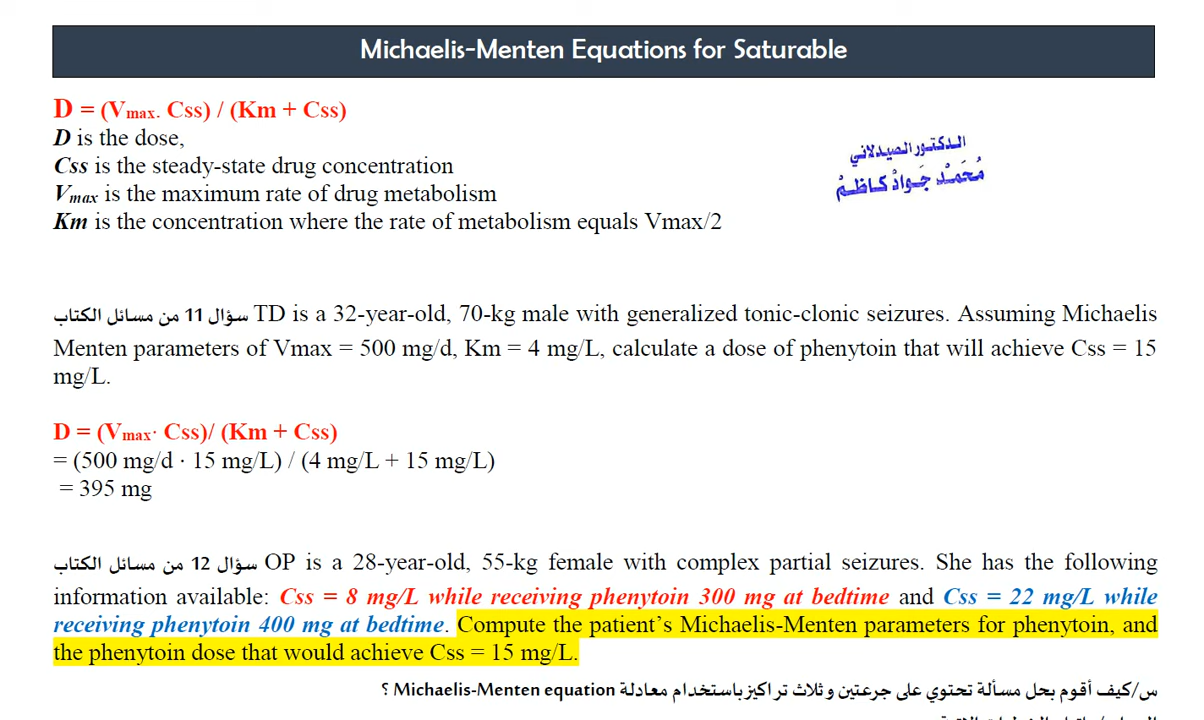 Michaelis-Menten Equations for Saturable
D = (Vmax. Css) / (Km + Css)
D is the dose,
Css is the steady-state drug concentration
Vmax is the maximum rate of drug metabolism
Km is the concentration where the rate of metabolism equals Vmax/2
الدكتور الصيدلاني
مُحَمَدْ جَوادْ كاظمْ
سؤال 11 من مسائل الكتاب TD is a 32-year-old, 70-kg male with generalized tonic-clonic seizures. Assuming Michaelis
Menten parameters of Vmax = 500 mg/d, Km = 4 mg/L, calculate a dose of phenytoin that will achieve Css = 15
mg/L.
D = (Vmax· Css)/ (Km + Css)
= (500 mg/d · 15 mg/L) / (4 mg/L + 15 mg/L)
= 395 mg
سؤال 12 من مسائل الكتاب OP is a 28-year-old, 55-kg female with complex partial seizures. She has the following
information available: Css = 8 mg/L while receiving phenytoin 300 mg at bedtime and Css = 22 mg/L while
receiving phenytoin 400 mg at bedtime. Compute the patient’s Michaelis-Menten parameters for phenytoin, and
the phenytoin dose that would achieve Css = 15 mg/L.
س/كيف أقوم بحل مسألة تحتوي على جرعتين وثلاث تراكيز باستخدام معادلة Michaelis-Menten equation ؟